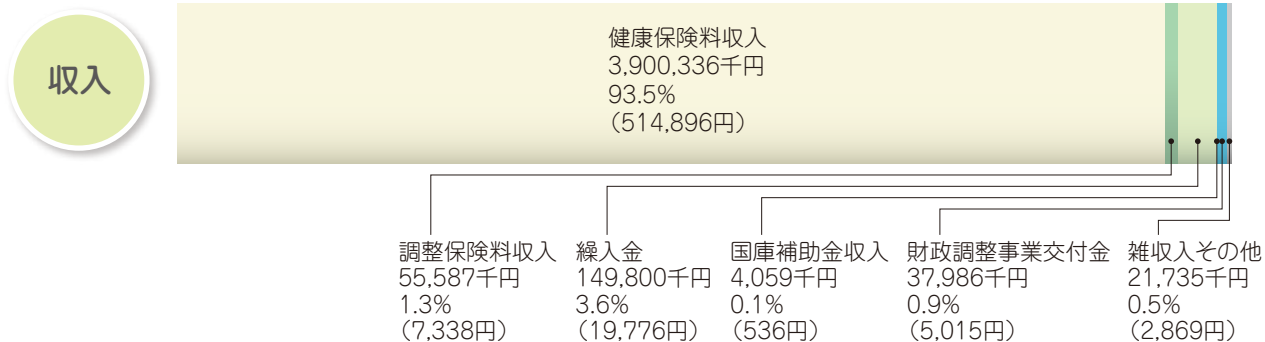 収入
健康保険料収入
3,900,336千円
93.5%
（514,896円）
調整保険料収入
55,587千円
1.3%
（7,338円）
繰入金
149,800千円
3.6%
（19,776円）
国庫補助金収入
4,059千円
0.1%
（536円）
財政調整事業交付金
37,986千円
0.9%
（5,015円）
雑収入その他
21,735千円
0.5%
（2,869円）